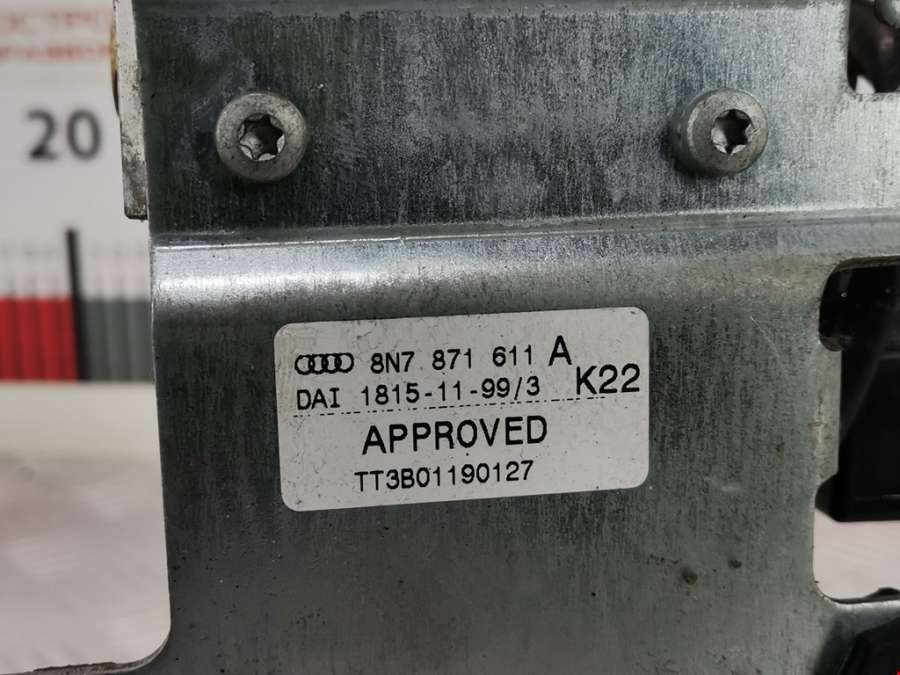 20
8N7 871 611 A
DAI 1815-11-99/3 K22
APPROVED
TT3B01190127